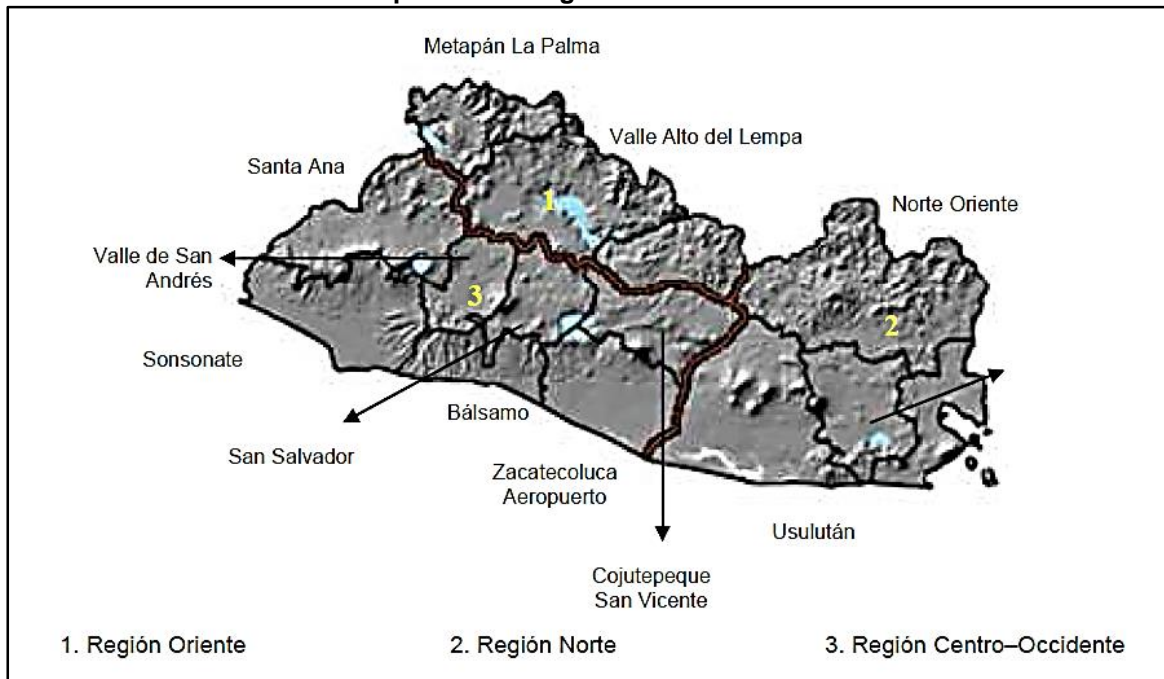 Metapán La Palma
Valle Alto del Lempa
Santa Ana
1
Norte Oriente
Valle de San
Andrés
3
2
Sonsonate
Bálsamo
San Salvador
Zacatecoluca
Aeropuerto
Usulután
Cojutepeque
San Vicente
1. Región Oriente
2. Región Norte
3. Región Centro–Occidente